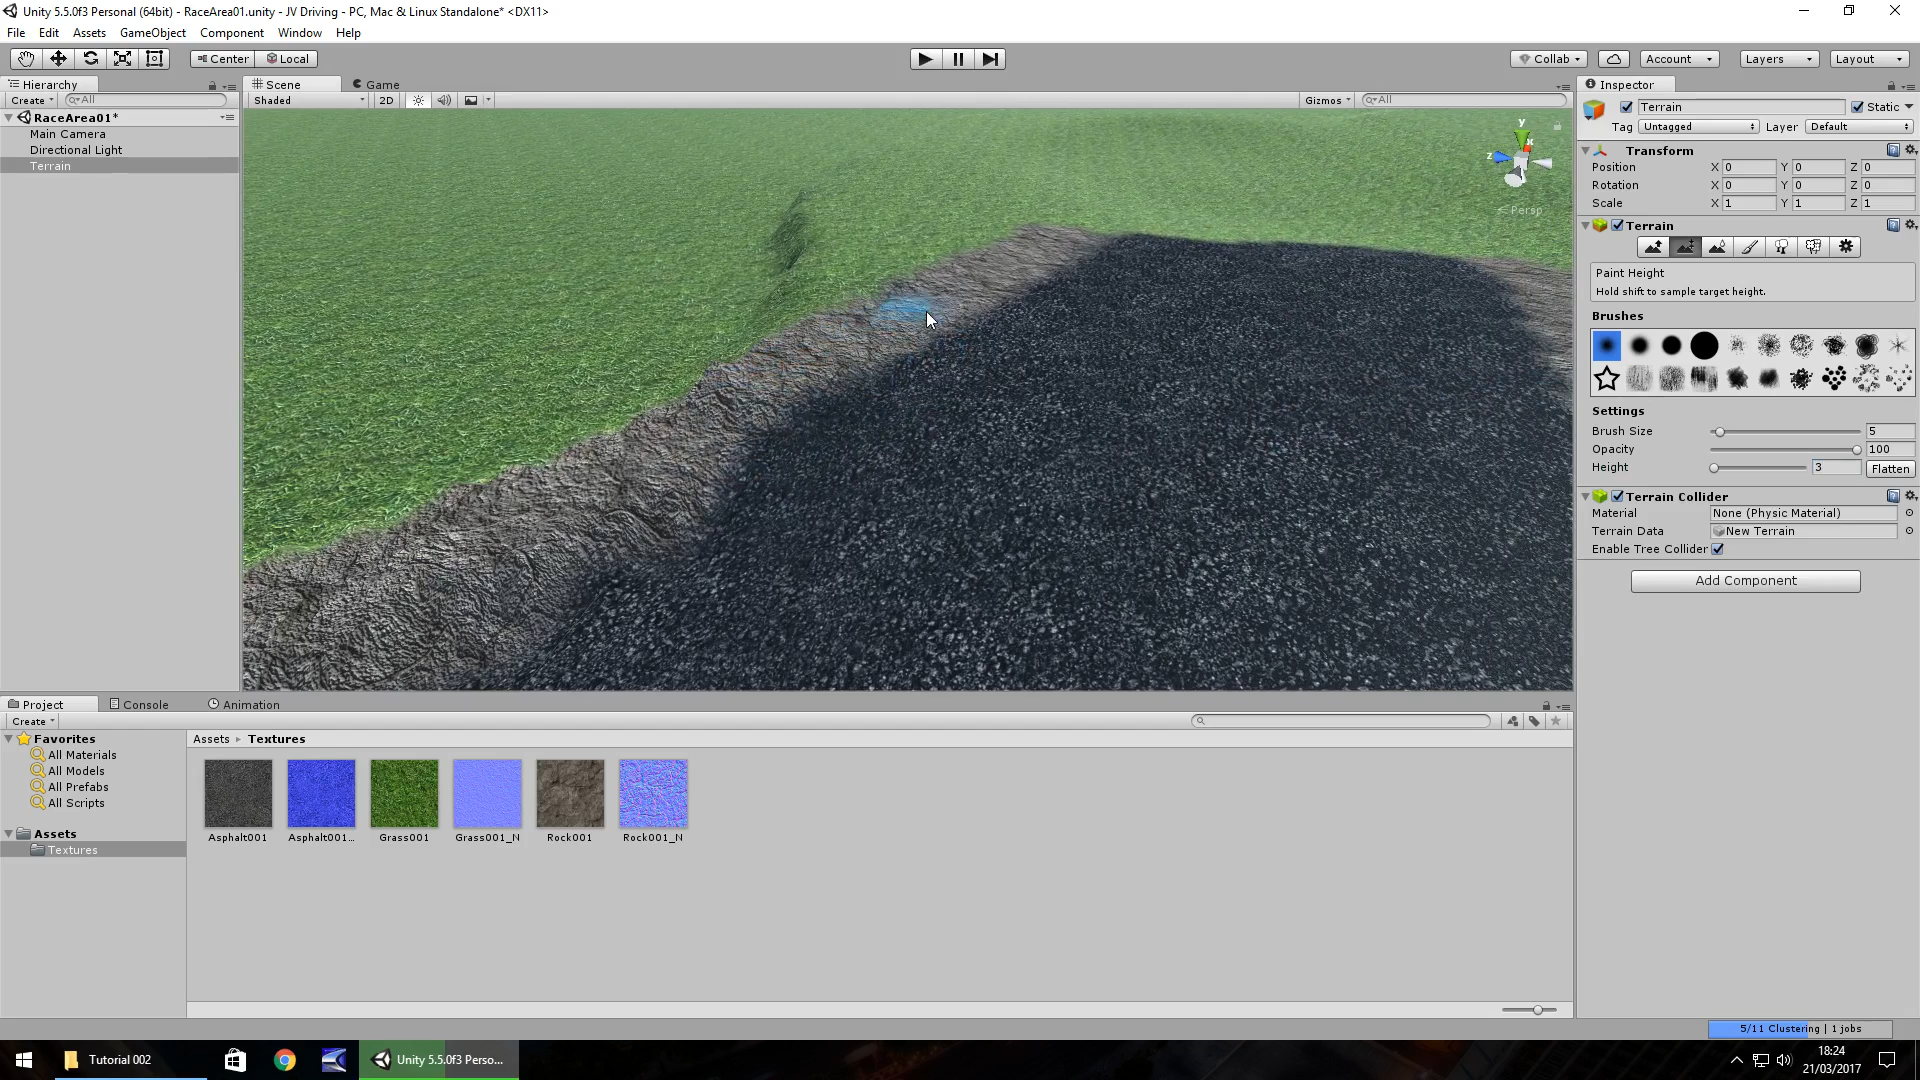 Unity 5.5.0f3 Personal (64bit) - RaceArea01.unity - JV Driving - PC, Mac & Linux Standalone* <DX11>
File Edit Assets GameObject Component Window Help
Center Local Collab Account Layers Layout
Hierarchy Scene Game Inspector
Create All Shaded 2D Gizmos All
RaceArea01*
Main Camera
Directional Light
Terrain
y
x
z
Persp
Terrain Static
Tag Untagged Layer Default
Transform
Position X 0 Y 0 Z 0
Rotation X 0 Y 0 Z 0
Scale X 1 Y 1 Z 1
Terrain
Paint Height
Hold shift to sample target height.
Brushes
Settings
Brush Size 5
Opacity 100
Height 3 Flatten
Terrain Collider
Material None (Physic Material)
Terrain Data New Terrain
Enable Tree Collider
Add Component
Project Console Animation
Create
Favorites
All Materials
All Models
All Prefabs
All Scripts
Assets
Textures
Assets Textures
Asphalt001 Asphalt001... Grass001 Grass001_N Rock001 Rock001_N
5/11 Clustering | 1 jobs
Tutorial 002 Unity 5.5.0f3 Perso...
18:24
21/03/2017